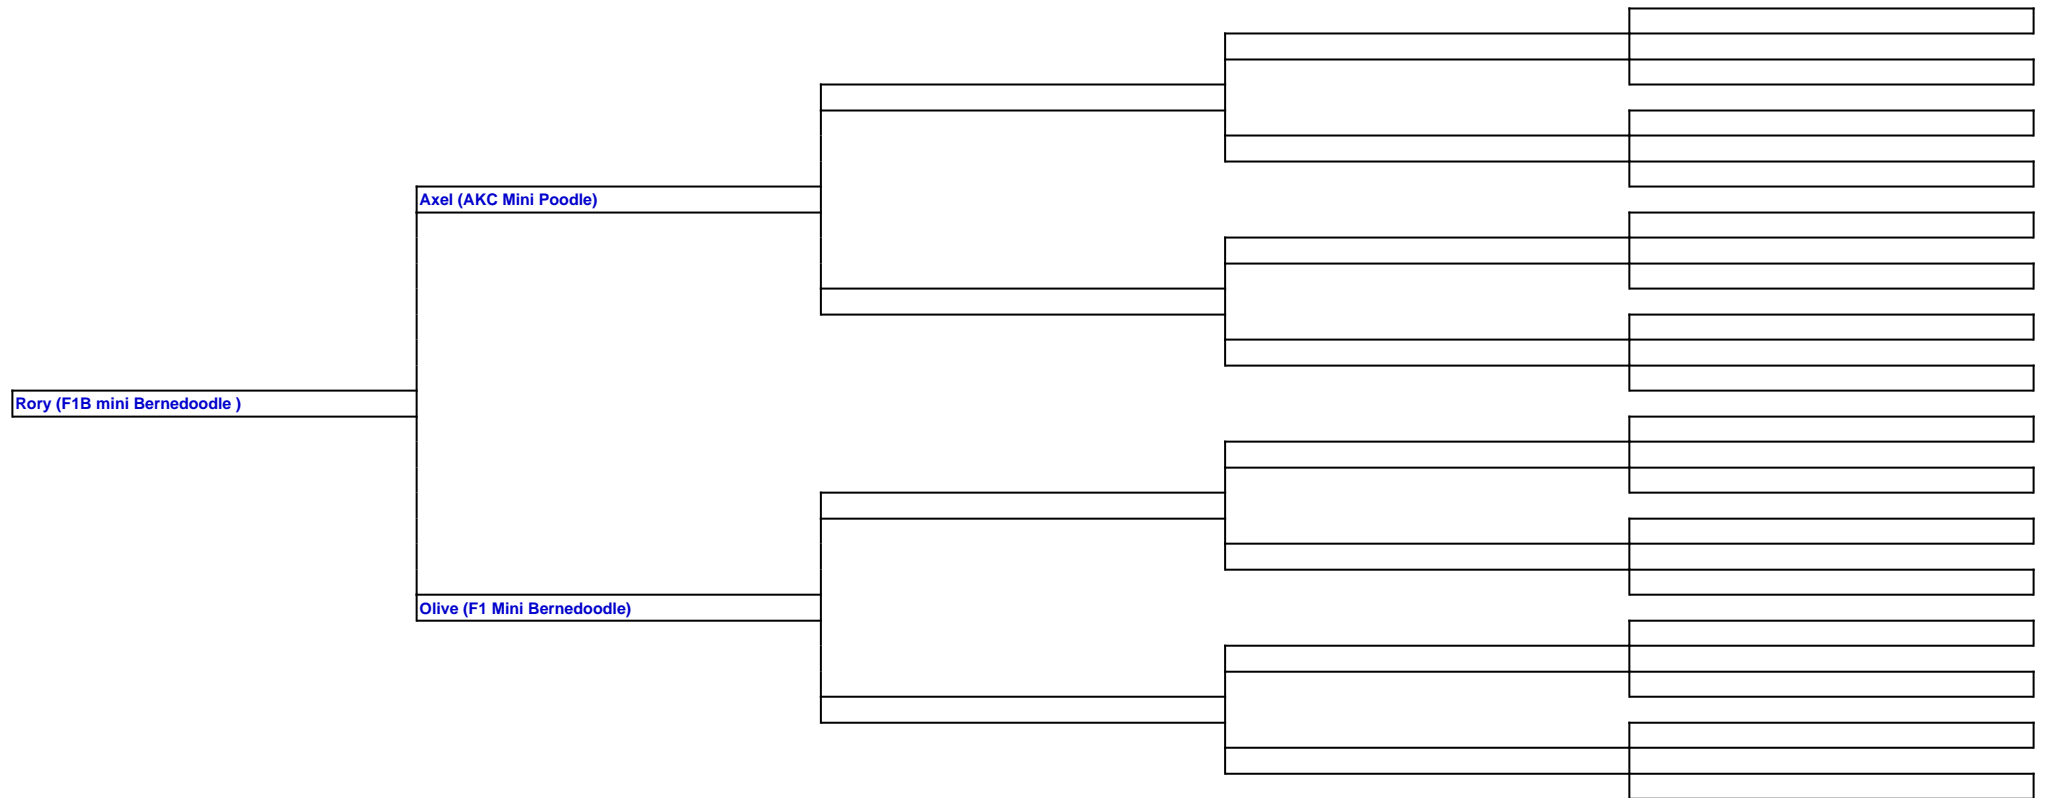 Axel (AKC Mini Poodle)
Rory (F1B mini Bernedoodle )
Olive (F1 Mini Bernedoodle)